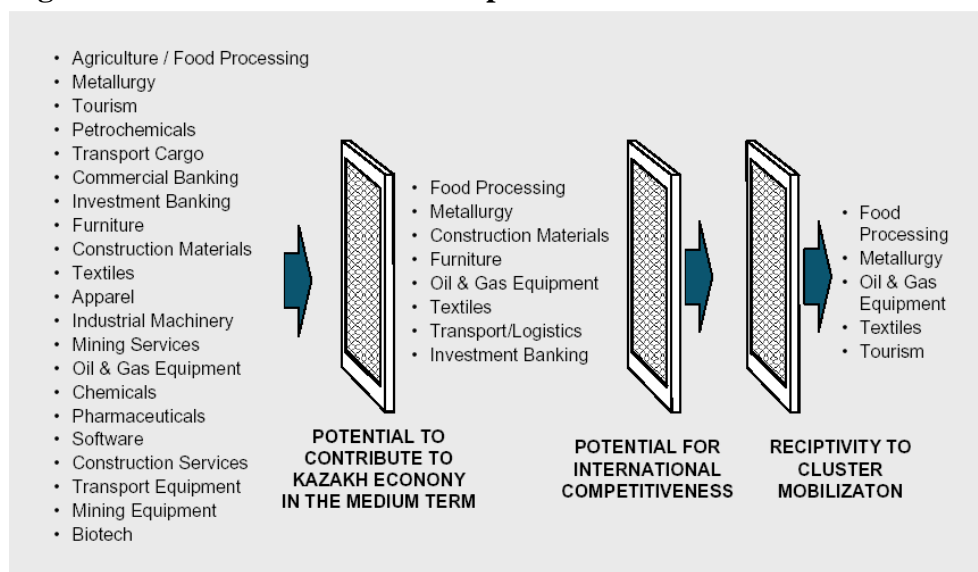 • Agriculture / Food Processing
• Metallurgy
• Tourism
• Petrochemicals
• Transport Cargo
• Commercial Banking
• Investment Banking
• Furniture
• Construction Materials
• Textiles
• Apparel
• Industrial Machinery
• Mining Services
• Oil & Gas Equipment
• Chemicals
• Pharmaceuticals
• Software
• Construction Services
• Transport Equipment
• Mining Equipment
• Biotech
• Food Processing
• Metallurgy
• Construction Materials
• Furniture
• Oil & Gas Equipment
• Textiles
• Transport/Logistics
• Investment Banking
• Food
Processing
• Metallurgy
• Oil & Gas
Equipment
• Textiles
• Tourism
POTENTIAL TO
CONTRIBUTE TO
KAZAKH ECONONY
IN THE MEDIUM TERM
POTENTIAL FOR
INTERNATIONAL
COMPETITIVENESS
RECIPTIVITY TO
CLUSTER
MOBILIZATON